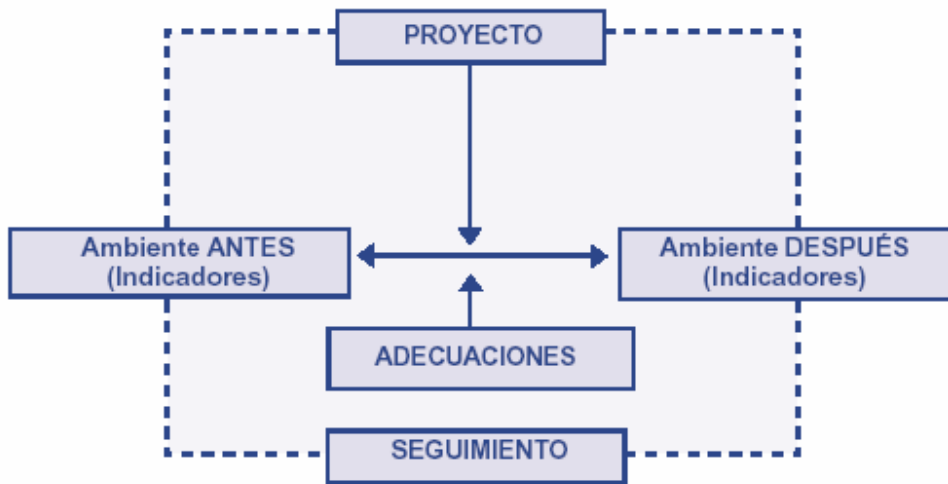 PROYECTO
Ambiente ANTES
(Indicadores)
Ambiente DESPUÉS
(Indicadores)
ADECUACIONES
SEGUIMIENTO